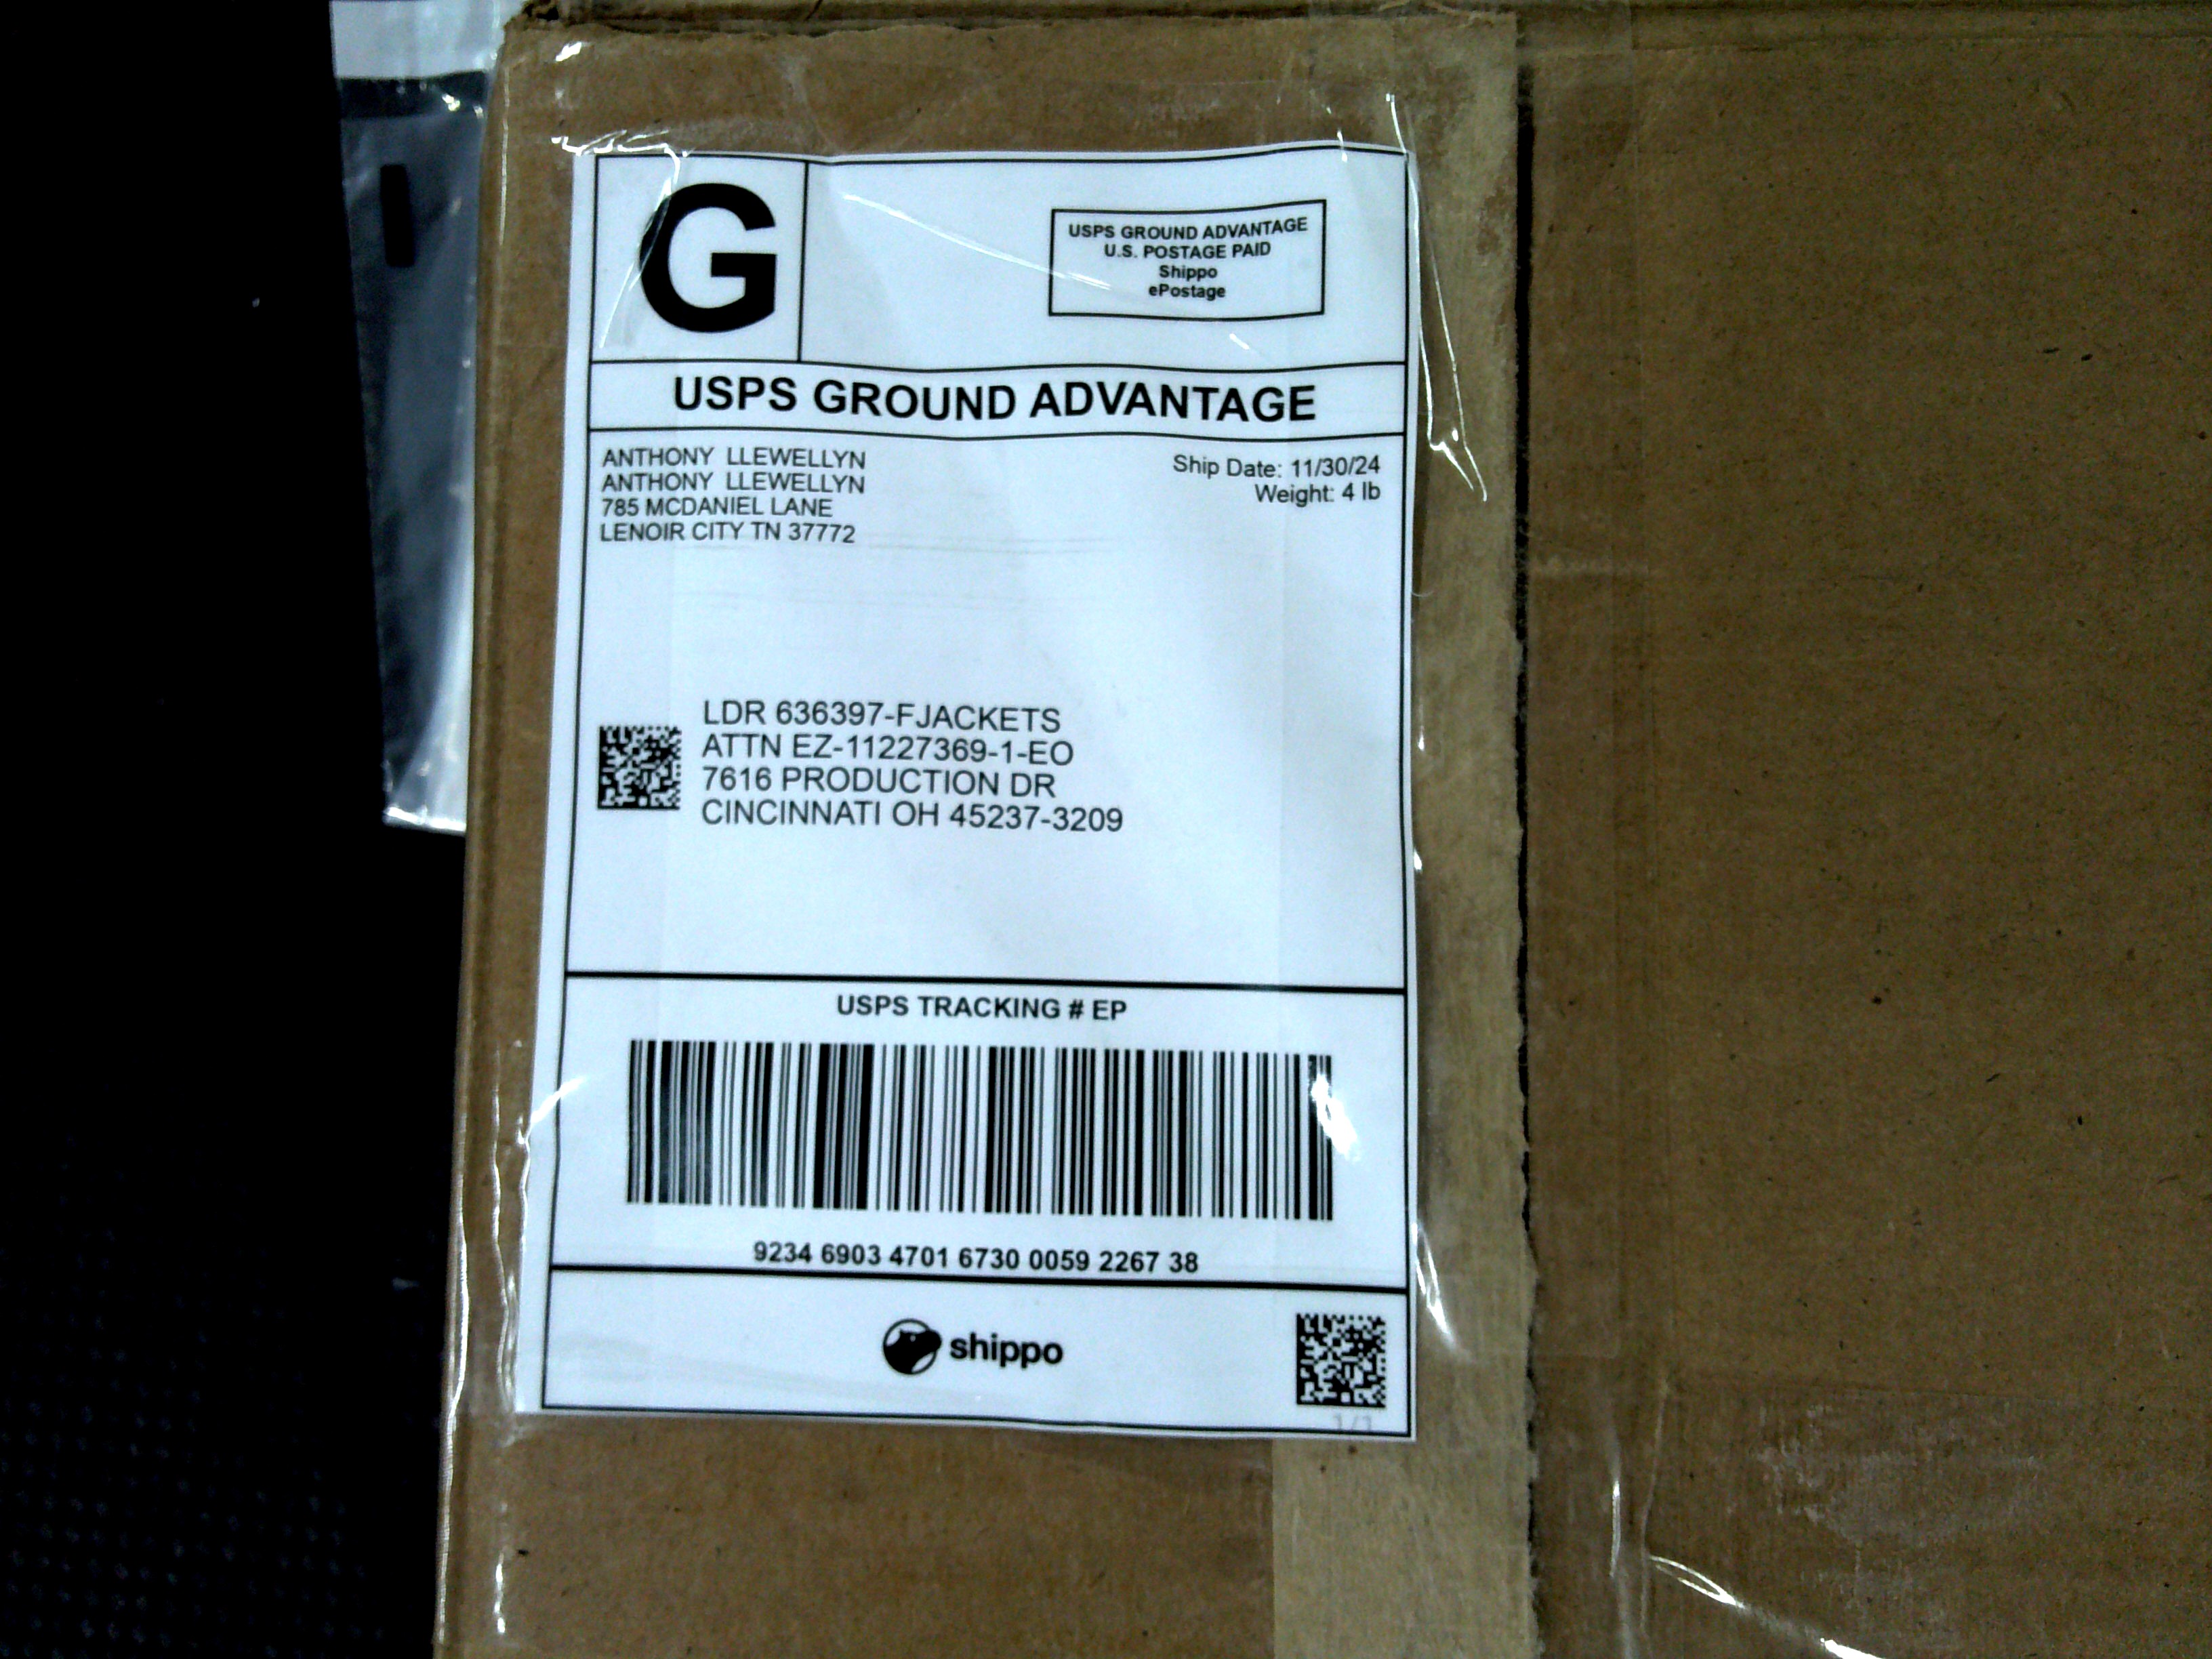 G
USPS GROUND ADVANTAGE
U.S. POSTAGE PAID
Shippo
ePostage
USPS GROUND ADVANTAGE
ANTHONY LLEWELLYN
ANTHONY LLEWELLYN
785 MCDANIEL LANE
LENOIR CITY TN 37772
Ship Date: 11/30/24
Weight: 4 lb
LDR 636397-FJACKETS
ATTN EZ-11227369-1-EO
7616 PRODUCTION DR
CINCINNATI OH 45237-3209
USPS TRACKING # EP
9234 6903 4701 6730 0059 2267 38
shippo
1/1